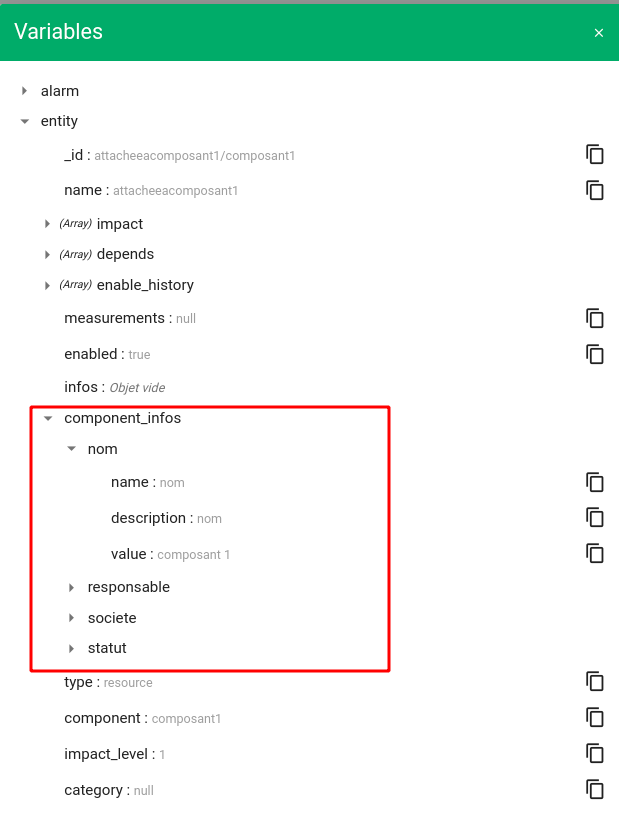 Variables ×
alarm
entity
_id : attacheeacomposant1/composant1
name : attacheeacomposant1
(Array) impact
(Array) depends
(Array) enable_history
measurements : null
enabled : true
infos : Objet vide
component_infos
nom
name : nom
description : nom
value : composant 1
responsable
societe
statut
type : resource
component : composant1
impact_level : 1
category : null